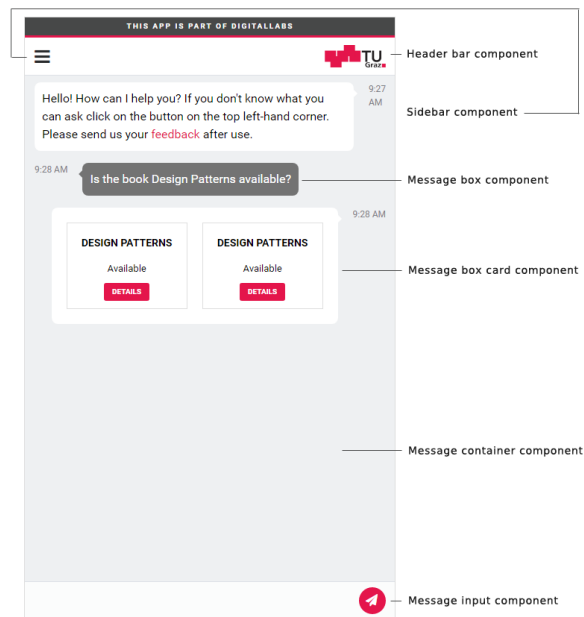 THIS APP IS PART OF DIGITALLABS
TU
Graz
Header bar component
Hello! How can I help you? If you don't know what you
can ask click on the button on the top left-hand corner.
Please send us your feedback after use.
9:27
AM
Sidebar component
9:28 AM
Is the book Design Patterns available?
Message box component
9:28 AM
DESIGN PATTERNS
Available
DETAILS
DESIGN PATTERNS
Available
DETAILS
Message box card component
Message container component
Message input component